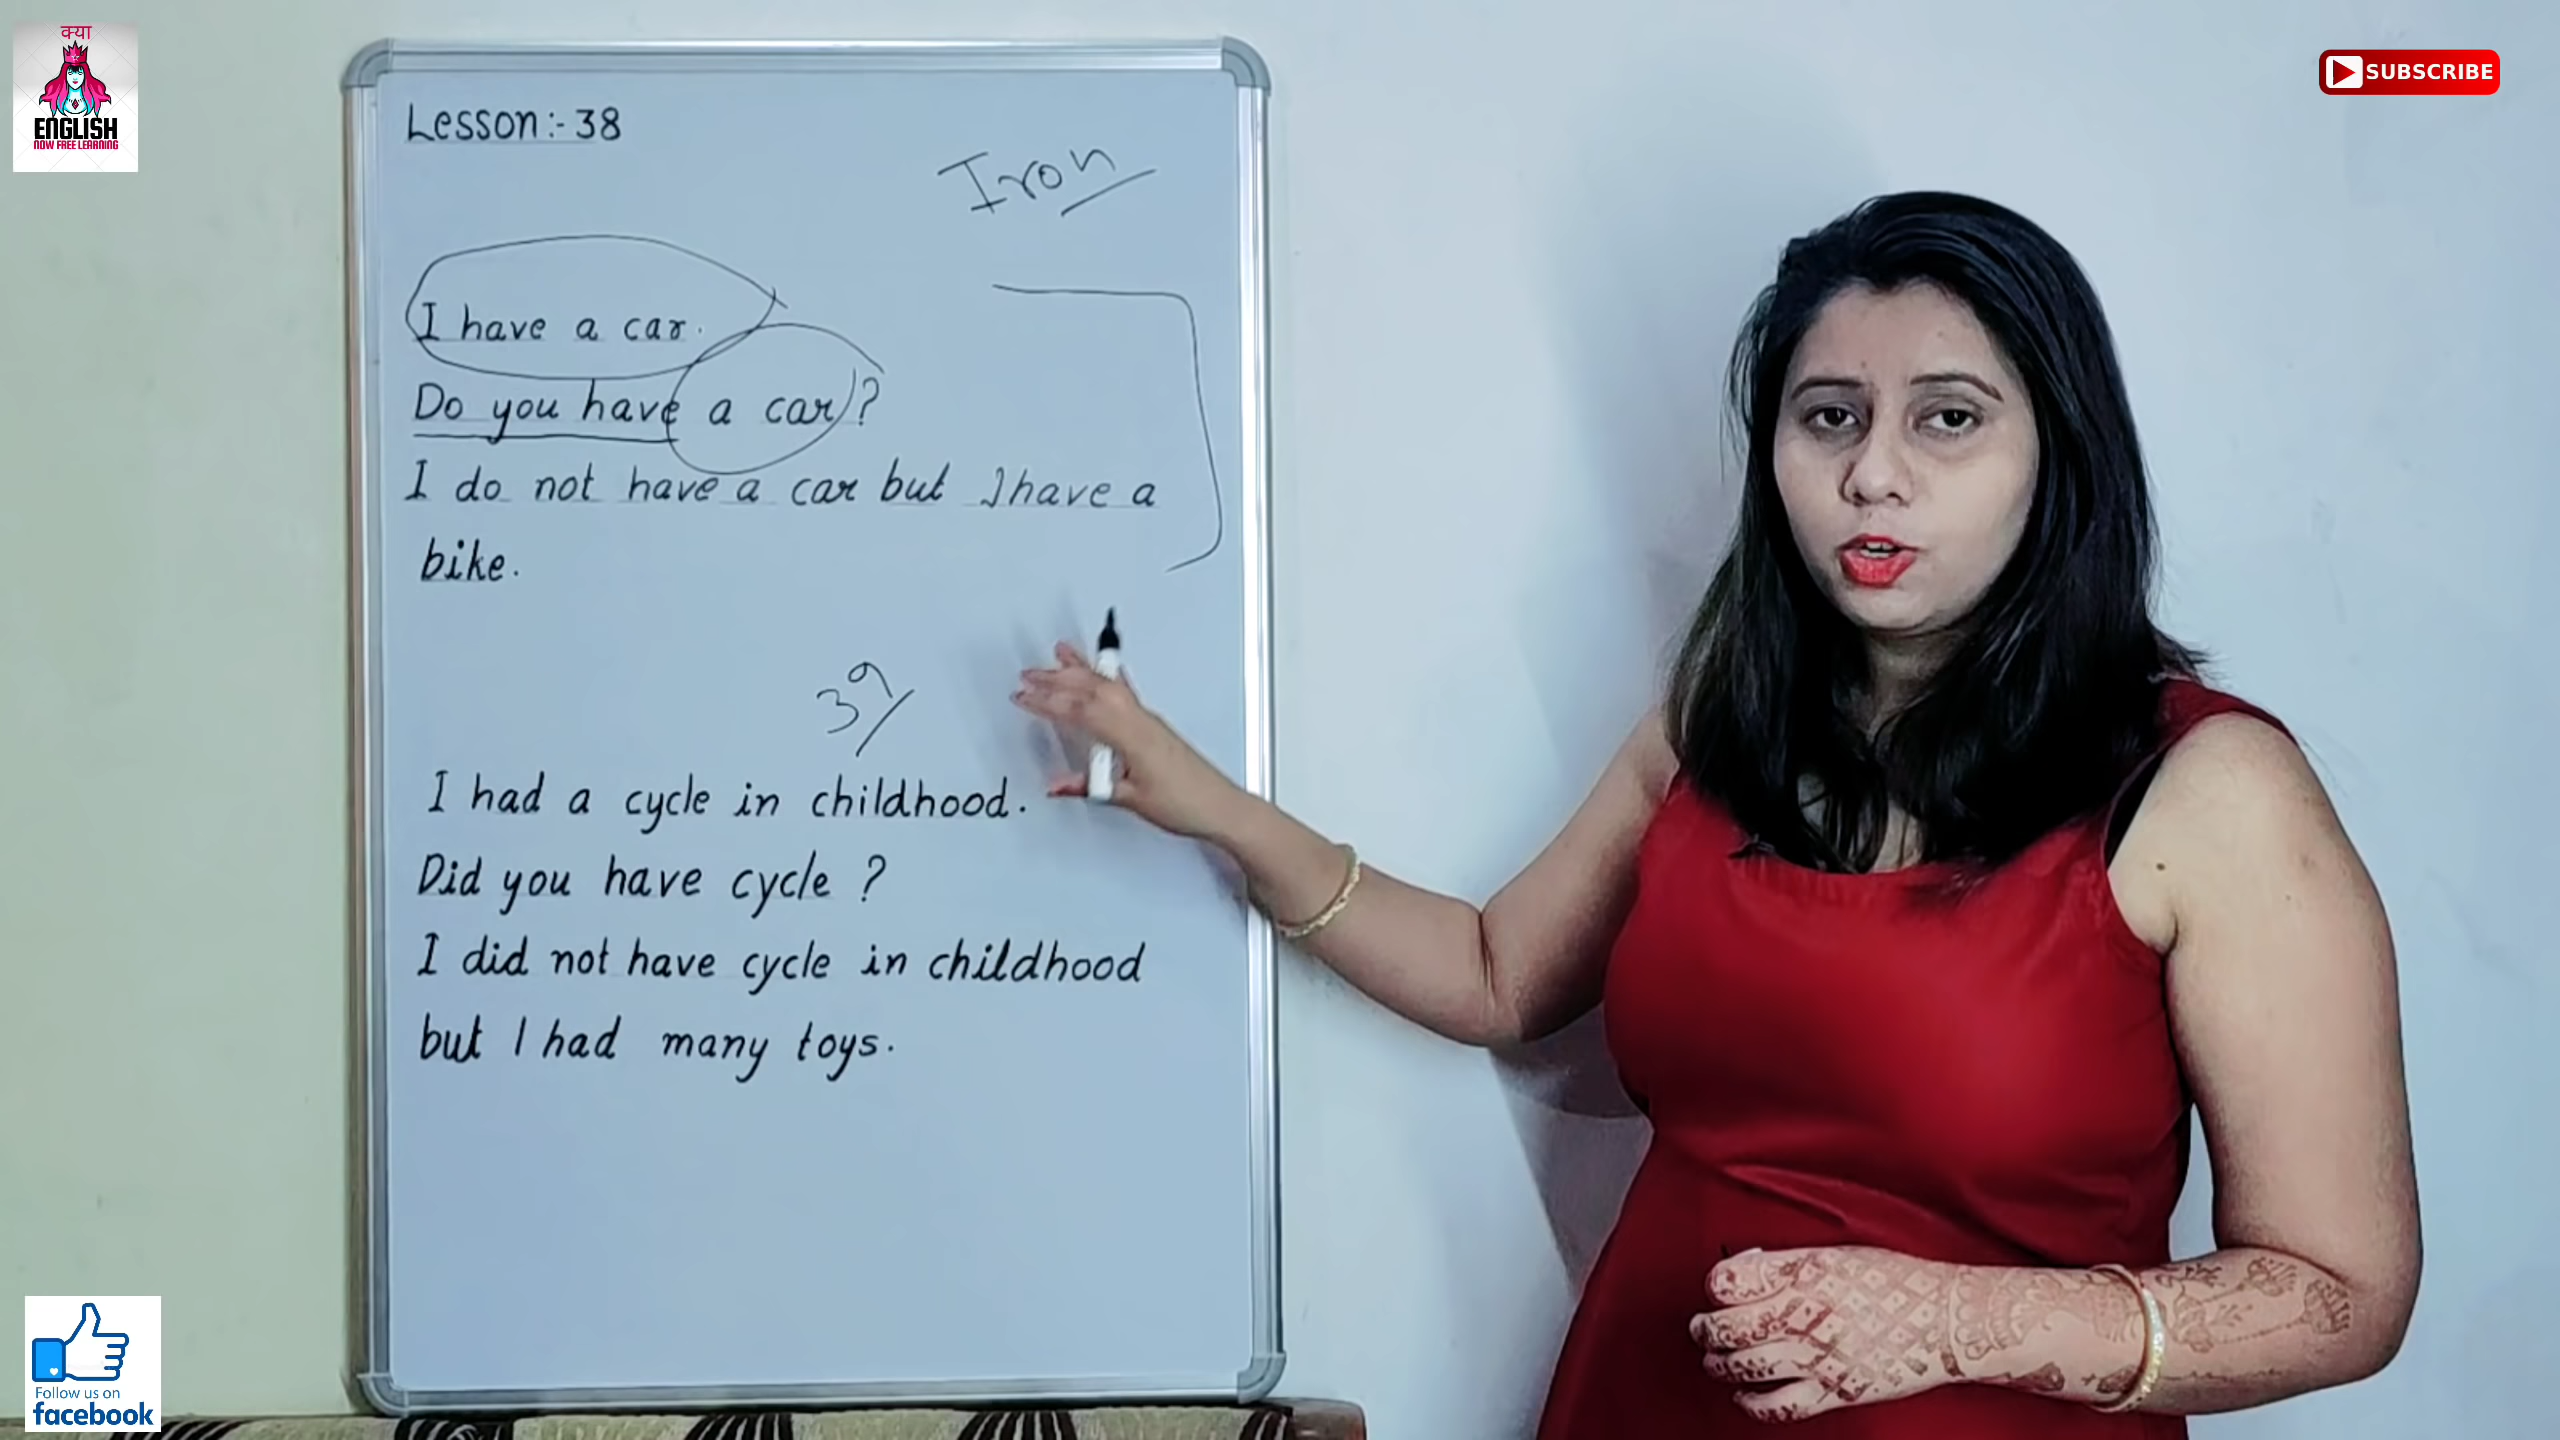 क्या
ENGLISH
NOW FREE LEARNING
SUBSCRIBE
Lesson:- 38
Iron
I have a car.
Do you have a car?
I do not have a car but I have a
bike.
39
I had a cycle in childhood.
Did you have cycle ?
I did not have cycle in childhood
but I had many toys.
Follow us on
facebook